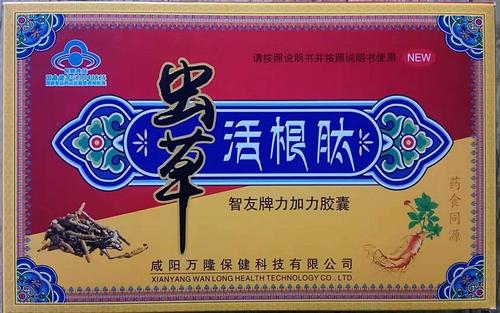 请按照说明书并按照说明书使用
NEW
虫草
活根肽
智友牌力加力胶囊
药食同源
咸阳万隆保健科技有限公司
XIANYANG WAN LONG HEALTH TECHNOLOGY CO., LTD.